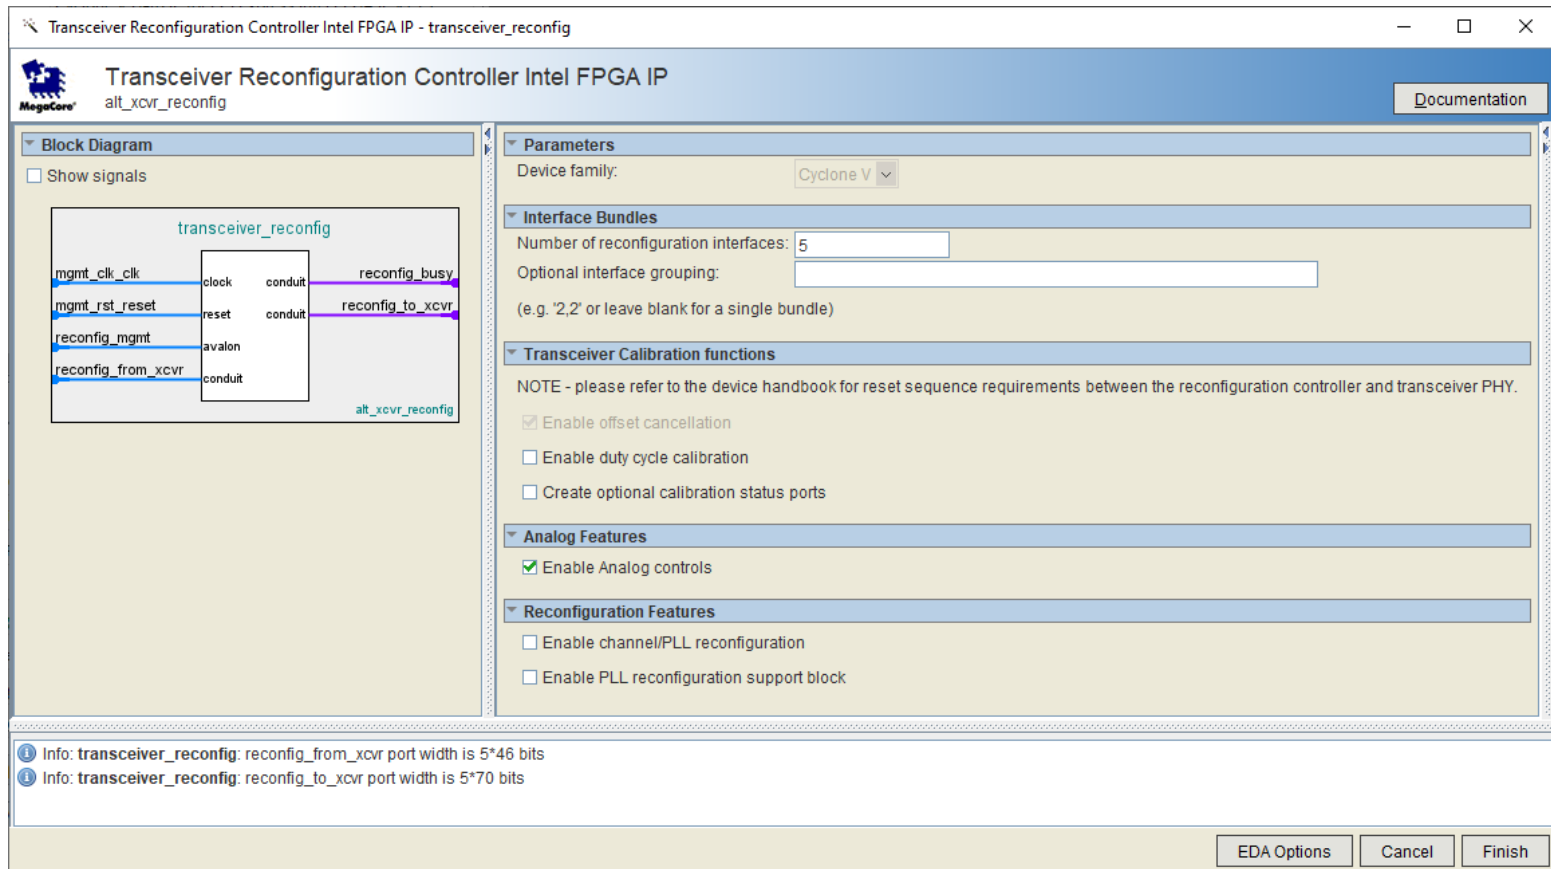 Transceiver Reconfiguration Controller Intel FPGA IP - transceiver_reconfig
MegaCore®
Transceiver Reconfiguration Controller Intel FPGA IP
alt_xcvr_reconfig
Documentation
Block Diagram
Show signals
transceiver_reconfig
mgmt_clk_clk
clock
conduit
reconfig_busy
mgmt_rst_reset
reset
conduit
reconfig_to_xcvr
reconfig_mgmt
avalon
reconfig_from_xcvr
conduit
alt_xcvr_reconfig
Parameters
Device family:
Cyclone V
Interface Bundles
Number of reconfiguration interfaces:
5
Optional interface grouping:
(e.g. '2,2' or leave blank for a single bundle)
Transceiver Calibration functions
NOTE - please refer to the device handbook for reset sequence requirements between the reconfiguration controller and transceiver PHY.
Enable offset cancellation
Enable duty cycle calibration
Create optional calibration status ports
Analog Features
Enable Analog controls
Reconfiguration Features
Enable channel/PLL reconfiguration
Enable PLL reconfiguration support block
Info: transceiver_reconfig: reconfig_from_xcvr port width is 5*46 bits
Info: transceiver_reconfig: reconfig_to_xcvr port width is 5*70 bits
EDA Options
Cancel
Finish